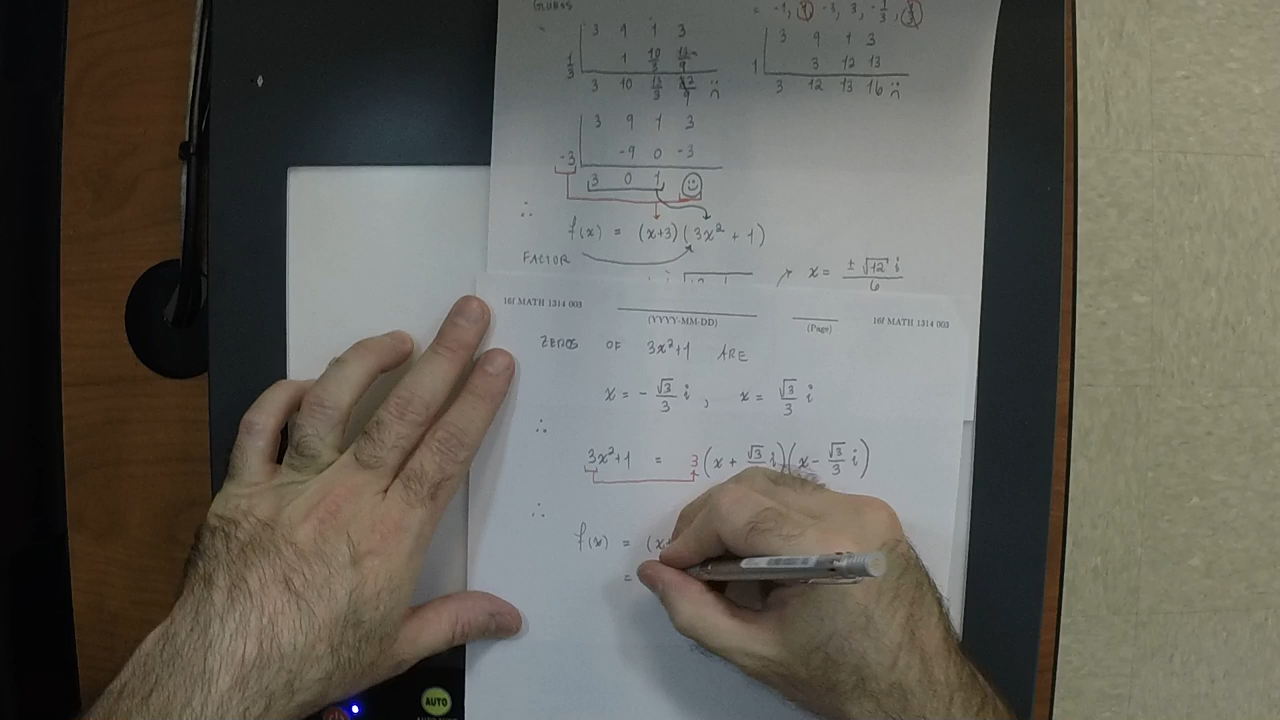 = -1, 1, -3, 3, -1/3, 1/3
3 9 1 3
1 10/3 13/9
1/3
3 10 13/3
3 9 1 3
1 3 12 13
3 12 13 16
3 9 1 3
-3 -9 0 -3
3 0 1
∴
f(x) = (x+3)(3x²+1)
FACTOR
x = ±√12 i / 6
16F MATH 1314 003 (YYYY-MM-DD) (Page) 16F MATH 1314 003
ZEROS OF 3x²+1 ARE
x = - √3/3 i , x = √3/3 i
∴
3x²+1 = 3(x + √3 i)(x - √3/3 i)
∴
f(x) = (x+
=
AUTO